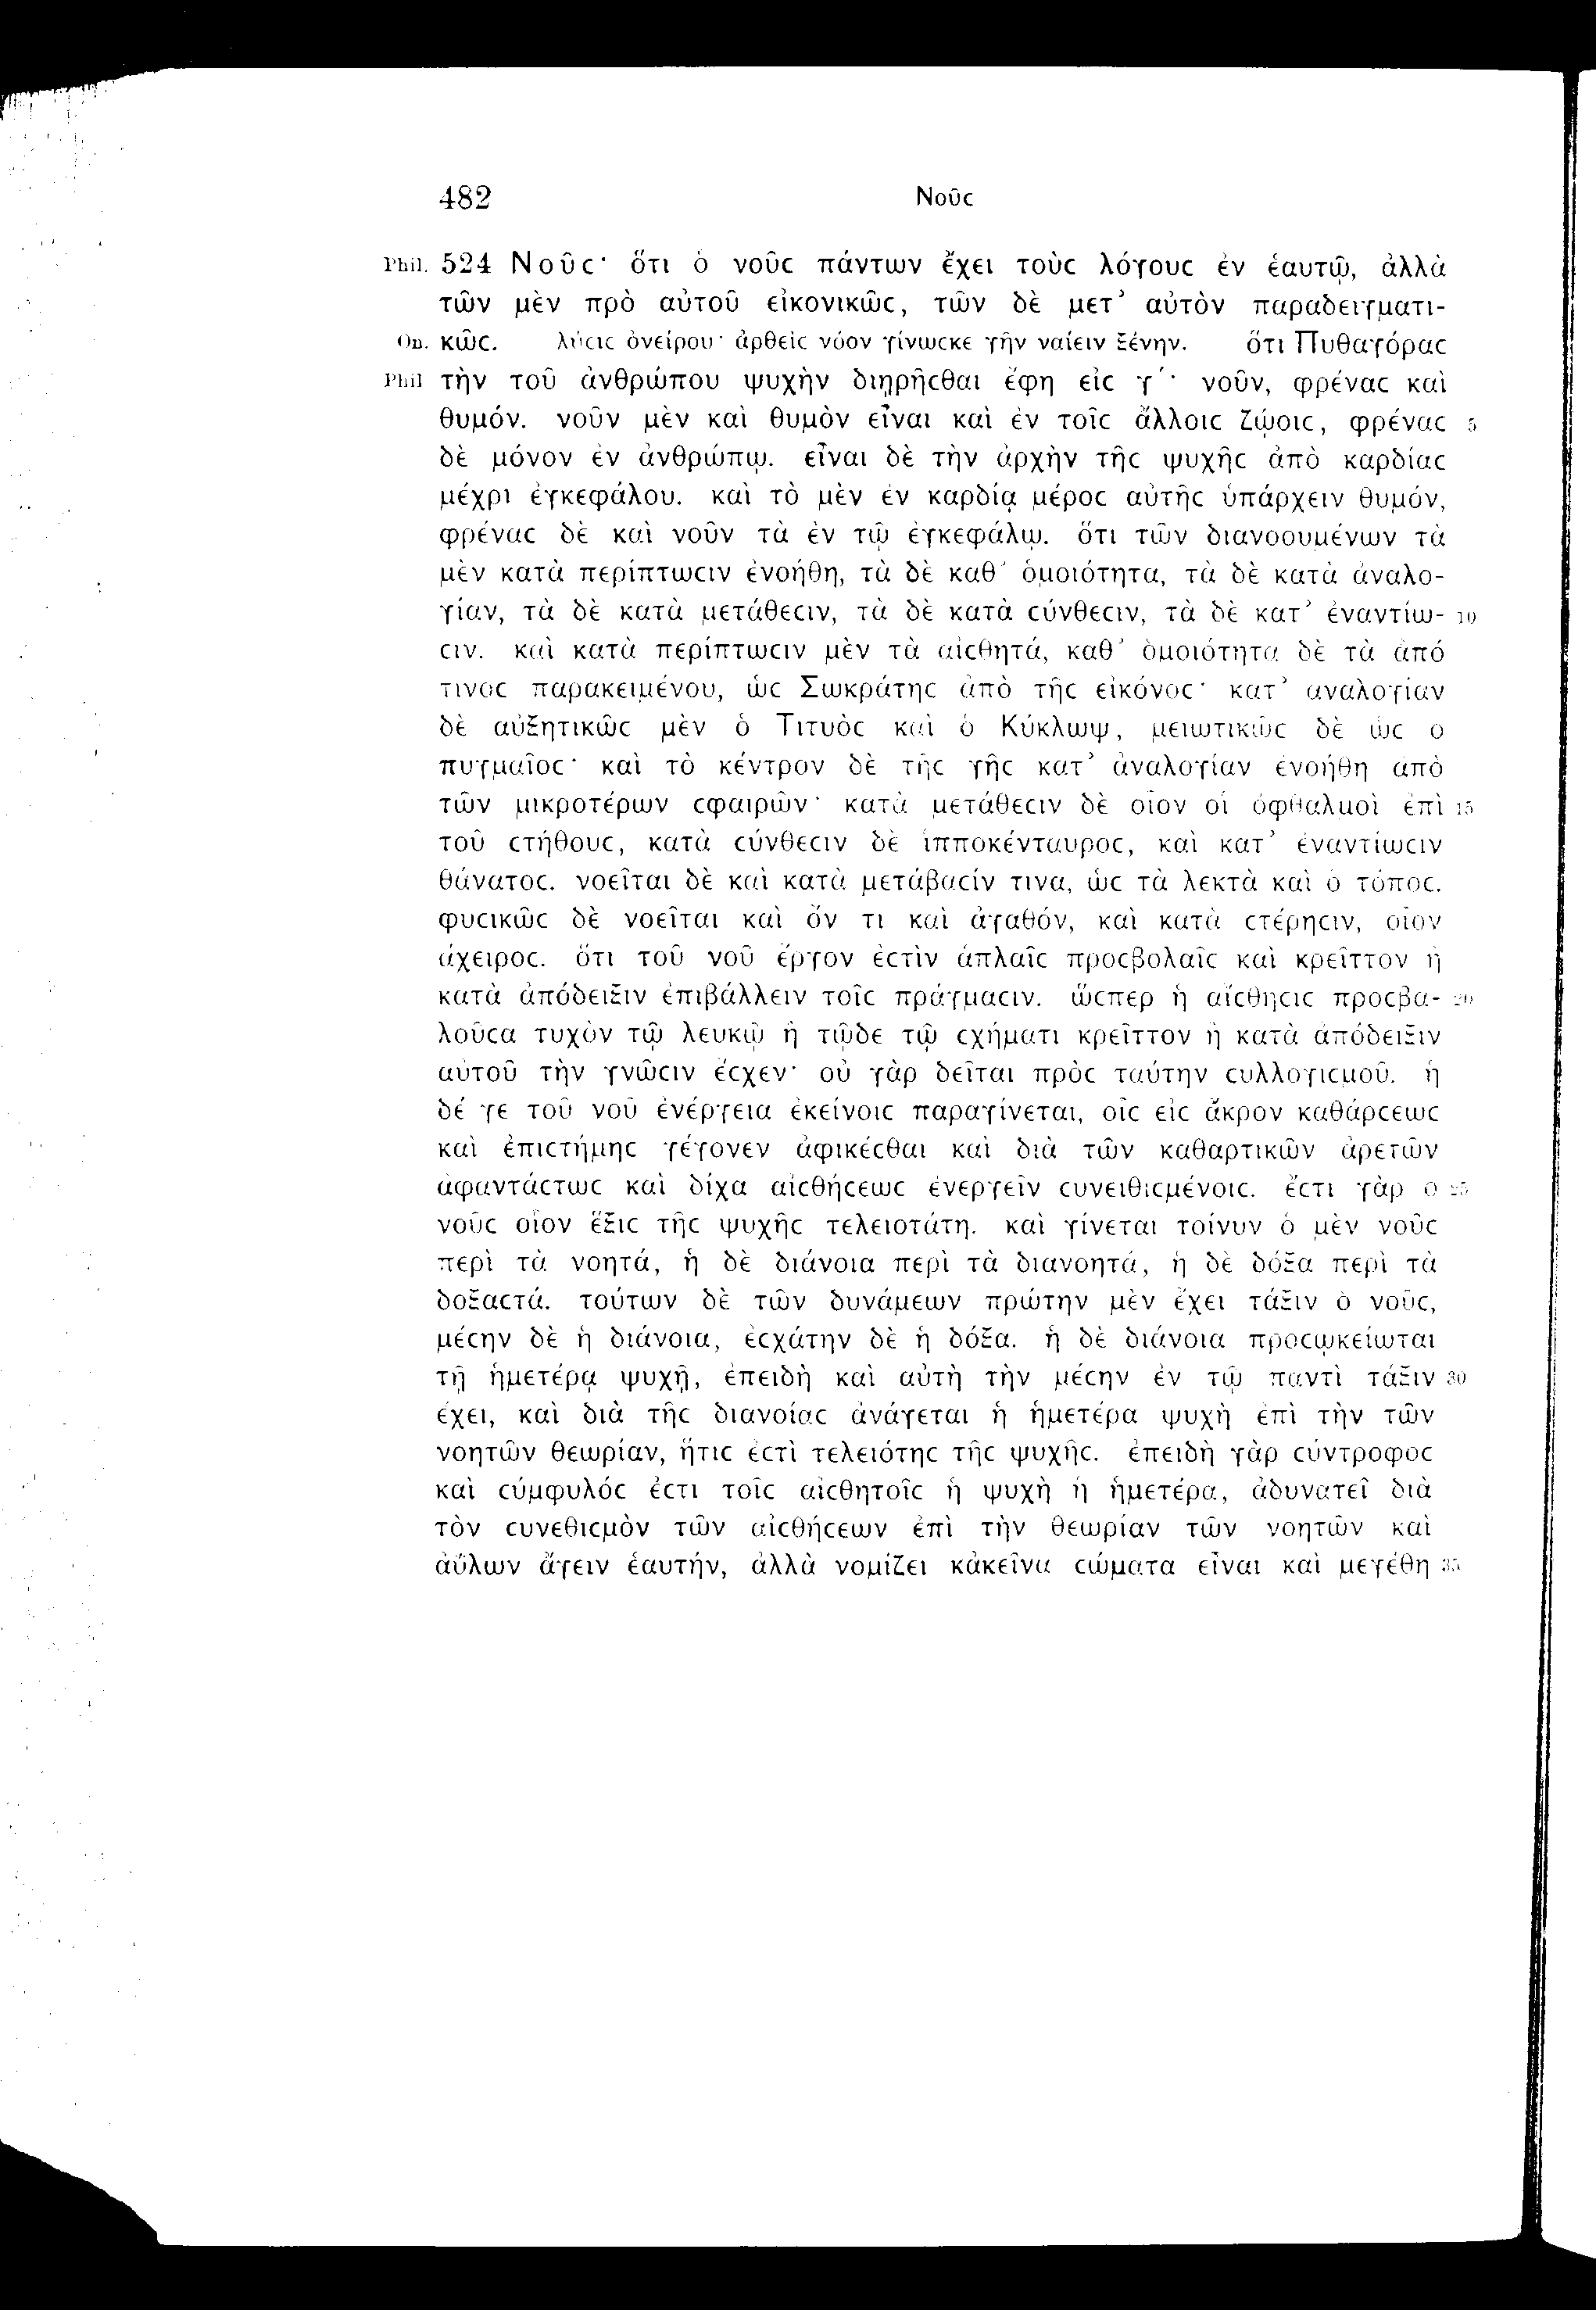 482 Νοῦϲ
Phil. 524 Νοῦϲ· ὅτι ὁ νοῦϲ πάντων ἔχει τοὺϲ λόγουϲ ἐν ἑαυτῷ, ἀλλὰ
τῶν μὲν πρὸ αὐτοῦ εἰκονικῶϲ, τῶν δὲ μετ’ αὐτὸν παραδειγματι-
On. κῶϲ. λύϲιϲ ὀνείρου· ἀρθεὶϲ νόον γίνωϲκε γῆν ναίειν ξένην. ὅτι Πυθαγόραϲ
Phil τὴν τοῦ ἀνθρώπου ψυχὴν διῃρῆϲθαι ἔφη εἰϲ γ΄· νοῦν, φρέναϲ καὶ
θυμόν. νοῦν μὲν καὶ θυμὸν εἶναι καὶ ἐν τοῖϲ ἄλλοιϲ ζῴοιϲ, φρέναϲ 5
δὲ μόνον ἐν ἀνθρώπῳ. εἶναι δὲ τὴν ἀρχὴν τῆϲ ψυχῆϲ ἀπὸ καρδίαϲ
μέχρι ἐγκεφάλου. καὶ τὸ μὲν ἐν καρδίᾳ μέροϲ αὐτῆϲ ὑπάρχειν θυμόν,
φρέναϲ δὲ καὶ νοῦν τὰ ἐν τῷ ἐγκεφάλῳ. ὅτι τῶν διανοουμένων τὰ
μὲν κατὰ περίπτωϲιν ἐνοήθη, τὰ δὲ καθ’ ὁμοιότητα, τὰ δὲ κατὰ ἀναλο-
γίαν, τὰ δὲ κατὰ μετάθεϲιν, τὰ δὲ κατὰ ϲύνθεϲιν, τὰ δὲ κατ’ ἐναντίω- 10
ϲιν. καὶ κατὰ περίπτωϲιν μὲν τὰ αἰϲθητά, καθ’ ὁμοιότητα δὲ τὰ ἀπό
τινοϲ παρακειμένου, ὡϲ Σωκράτηϲ ἀπὸ τῆϲ εἰκόνοϲ· κατ’ ἀναλογίαν
δὲ αὐξητικῶϲ μὲν ὁ Τιτυὸϲ καὶ ὁ Κύκλωψ, μειωτικῶϲ δὲ ὡϲ ὁ
πυγμαῖοϲ· καὶ τὸ κέντρον δὲ τῆϲ γῆϲ κατ’ ἀναλογίαν ἐνοήθη ἀπὸ
τῶν μικροτέρων ϲφαιρῶν· κατὰ μετάθεϲιν δὲ οἷον οἱ ὀφθαλμοὶ ἐπὶ 15
τοῦ ϲτήθουϲ, κατὰ ϲύνθεϲιν δὲ ἱπποκένταυροϲ, καὶ κατ’ ἐναντίωϲιν
θάνατοϲ. νοεῖται δὲ καὶ κατὰ μετάβαϲίν τινα, ὡϲ τὰ λεκτὰ καὶ ὁ τόποϲ.
φυϲικῶϲ δὲ νοεῖται καὶ ὄν τι καὶ ἀγαθόν, καὶ κατὰ ϲτέρηϲιν, οἷον
ἄχειροϲ. ὅτι τοῦ νοῦ ἔργον ἐϲτὶν ἁπλαῖϲ προϲβολαῖϲ καὶ κρεῖττον ἢ
κατὰ ἀπόδειξιν ἐπιβάλλειν τοῖϲ πράγμαϲιν. ὥϲπερ ἡ αἴϲθηϲιϲ προϲβα- 20
λοῦϲα τυχὸν τῷ λευκῷ ἢ τῷδε τῷ ϲχήματι κρεῖττον ἢ κατὰ ἀπόδειξιν
αὐτοῦ τὴν γνῶϲιν ἔϲχεν· οὐ γὰρ δεῖται πρὸϲ ταύτην ϲυλλογιϲμοῦ. ἡ
δέ γε τοῦ νοῦ ἐνέργεια ἐκείνοιϲ παραγίνεται, οἷϲ εἰϲ ἄκρον καθάρϲεωϲ
καὶ ἐπιϲτήμηϲ γέγονεν ἀφικέϲθαι καὶ διὰ τῶν καθαρτικῶν ἀρετῶν
ἀφαντάϲτωϲ καὶ δίχα αἰϲθήϲεωϲ ἐνεργεῖν ϲυνειθιϲμένοιϲ. ἔϲτι γὰρ ὁ 25
νοῦϲ οἷον ἕξιϲ τῆϲ ψυχῆϲ τελειοτάτη. καὶ γίνεται τοίνυν ὁ μὲν νοῦϲ
περὶ τὰ νοητά, ἡ δὲ διάνοια περὶ τὰ διανοητά, ἡ δὲ δόξα περὶ τὰ
δοξαϲτά. τούτων δὲ τῶν δυνάμεων πρώτην μὲν ἔχει τάξιν ὁ νοῦϲ,
μέϲην δὲ ἡ διάνοια, ἐϲχάτην δὲ ἡ δόξα. ἡ δὲ διάνοια προϲῳκείωται
τῇ ἡμετέρᾳ ψυχῇ, ἐπειδὴ καὶ αὐτὴ τὴν μέϲην ἐν τῷ παντὶ τάξιν 30
ἔχει, καὶ διὰ τῆϲ διανοίαϲ ἀνάγεται ἡ ἡμετέρα ψυχὴ ἐπὶ τὴν τῶν
νοητῶν θεωρίαν, ἥτιϲ ἐϲτὶ τελειότηϲ τῆϲ ψυχῆϲ. ἐπειδὴ γὰρ ϲύντροφοϲ
καὶ ϲύμφυλόϲ ἐϲτι τοῖϲ αἰϲθητοῖϲ ἡ ψυχὴ ἡ ἡμετέρα, ἀδυνατεῖ διὰ
τὸν ϲυνεθιϲμὸν τῶν αἰϲθήϲεων ἐπὶ τὴν θεωρίαν τῶν νοητῶν καὶ
ἀΰλων ἄγειν ἑαυτήν, ἀλλὰ νομίζει κἀκεῖνα ϲώματα εἶναι καὶ μεγέθη 35